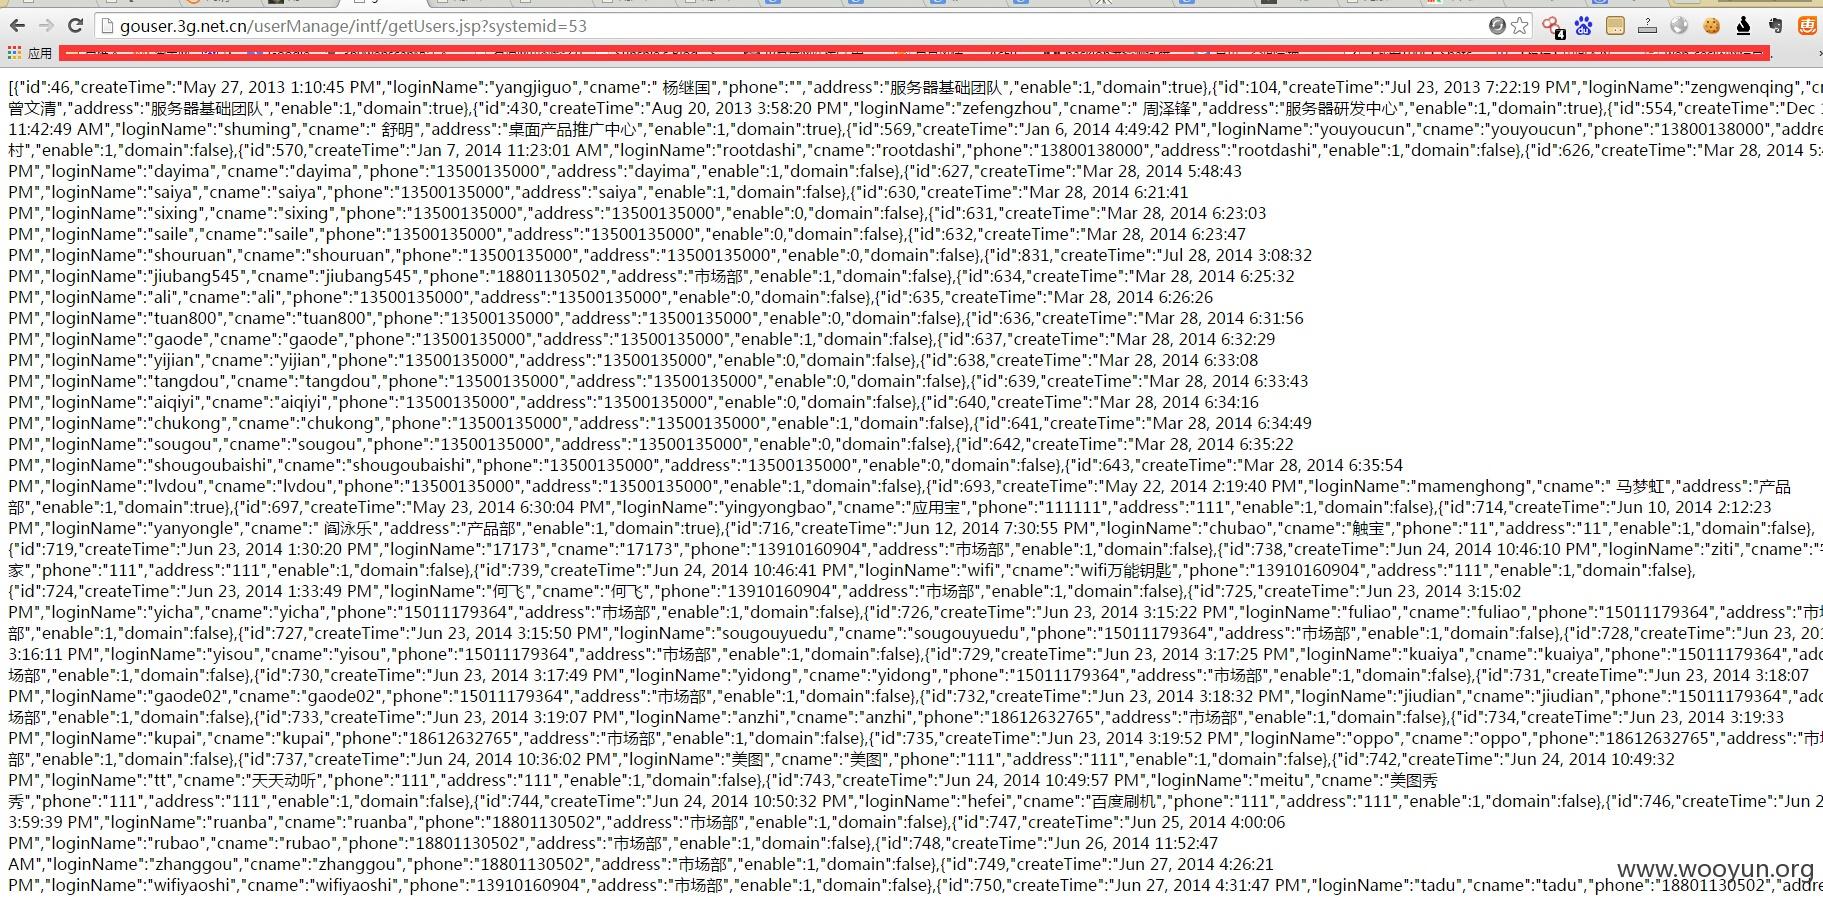 gouser.3g.net.cn/userManage/intf/getUsers.jsp?systemid=53
4
应用
[{"id":46,"createTime":"May 27, 2013 1:10:45 PM","loginName":"yangjiguo","cname":" 杨继国","phone":"","address":"服务器基础团队","enable":1,"domain":true},{"id":104,"createTime":"Jul 23, 2013 7:22:19 PM","loginName":"zengwenqing","c
曾文清","address":"服务器基础团队","enable":1,"domain":true},{"id":430,"createTime":"Aug 20, 2013 3:58:20 PM","loginName":"zefengzhou","cname":" 周泽锋","address":"服务器研发中心","enable":1,"domain":true},{"id":554,"createTime":"Dec
11:42:49 AM","loginName":"shuming","cname":" 舒明","address":"桌面产品推广中心","enable":1,"domain":true},{"id":569,"createTime":"Jan 6, 2014 4:49:42 PM","loginName":"youyoucun","cname":"youyoucun","phone":"13800138000","addre
村","enable":1,"domain":false},{"id":570,"createTime":"Jan 7, 2014 11:23:01 AM","loginName":"rootdashi","cname":"rootdashi","phone":"13800138000","address":"rootdashi","enable":1,"domain":false},{"id":626,"createTime":"Mar 28, 2014 5:
PM","loginName":"dayima","cname":"dayima","phone":"13500135000","address":"dayima","enable":1,"domain":false},{"id":627,"createTime":"Mar 28, 2014 5:48:43
PM","loginName":"saiya","cname":"saiya","phone":"13500135000","address":"saiya","enable":1,"domain":false},{"id":630,"createTime":"Mar 28, 2014 6:21:41
PM","loginName":"sixing","cname":"sixing","phone":"13500135000","address":"13500135000","enable":0,"domain":false},{"id":631,"createTime":"Mar 28, 2014 6:23:03
PM","loginName":"saile","cname":"saile","phone":"13500135000","address":"13500135000","enable":0,"domain":false},{"id":632,"createTime":"Mar 28, 2014 6:23:47
PM","loginName":"shouruan","cname":"shouruan","phone":"13500135000","address":"13500135000","enable":0,"domain":false},{"id":831,"createTime":"Jul 28, 2014 3:08:32
PM","loginName":"jiubang545","cname":"jiubang545","phone":"18801130502","address":"市场部","enable":1,"domain":false},{"id":634,"createTime":"Mar 28, 2014 6:25:32
PM","loginName":"ali","cname":"ali","phone":"13500135000","address":"13500135000","enable":0,"domain":false},{"id":635,"createTime":"Mar 28, 2014 6:26:26
PM","loginName":"tuan800","cname":"tuan800","phone":"13500135000","address":"13500135000","enable":0,"domain":false},{"id":636,"createTime":"Mar 28, 2014 6:31:56
PM","loginName":"gaode","cname":"gaode","phone":"13500135000","address":"13500135000","enable":1,"domain":false},{"id":637,"createTime":"Mar 28, 2014 6:32:29
PM","loginName":"yijian","cname":"yijian","phone":"13500135000","address":"13500135000","enable":0,"domain":false},{"id":638,"createTime":"Mar 28, 2014 6:33:08
PM","loginName":"tangdou","cname":"tangdou","phone":"13500135000","address":"13500135000","enable":0,"domain":false},{"id":639,"createTime":"Mar 28, 2014 6:33:43
PM","loginName":"aiqiyi","cname":"aiqiyi","phone":"13500135000","address":"13500135000","enable":0,"domain":false},{"id":640,"createTime":"Mar 28, 2014 6:34:16
PM","loginName":"chukong","cname":"chukong","phone":"13500135000","address":"13500135000","enable":1,"domain":false},{"id":641,"createTime":"Mar 28, 2014 6:34:49
PM","loginName":"sougou","cname":"sougou","phone":"13500135000","address":"13500135000","enable":0,"domain":false},{"id":642,"createTime":"Mar 28, 2014 6:35:22
PM","loginName":"shougoubaishi","cname":"shougoubaishi","phone":"13500135000","address":"13500135000","enable":0,"domain":false},{"id":643,"createTime":"Mar 28, 2014 6:35:54
PM","loginName":"lvdou","cname":"lvdou","phone":"13500135000","address":"13500135000","enable":1,"domain":false},{"id":693,"createTime":"May 22, 2014 2:19:40 PM","loginName":"mamenghong","cname":" 马梦虹","address":"产品
部","enable":1,"domain":true},{"id":697,"createTime":"May 23, 2014 6:30:04 PM","loginName":"yingyongbao","cname":"应用宝","phone":"111111","address":"111","enable":1,"domain":false},{"id":714,"createTime":"Jun 10, 2014 2:12:23
PM","loginName":"yanyongle","cname":" 阎泳乐","address":"产品部","enable":1,"domain":true},{"id":716,"createTime":"Jun 12, 2014 7:30:55 PM","loginName":"chubao","cname":"触宝","phone":"11","address":"11","enable":1,"domain":false},
{"id":719,"createTime":"Jun 23, 2014 1:30:20 PM","loginName":"17173","cname":"17173","phone":"13910160904","address":"市场部","enable":1,"domain":false},{"id":738,"createTime":"Jun 24, 2014 10:46:10 PM","loginName":"ziti","cname":"
家","phone":"111","address":"111","enable":1,"domain":false},{"id":739,"createTime":"Jun 24, 2014 10:46:41 PM","loginName":"wifi","cname":"wifi万能钥匙","phone":"13910160904","address":"111","enable":1,"domain":false},
{"id":724,"createTime":"Jun 23, 2014 1:33:49 PM","loginName":"何飞","cname":"何飞","phone":"13910160904","address":"市场部","enable":1,"domain":false},{"id":725,"createTime":"Jun 23, 2014 3:15:02
PM","loginName":"yicha","cname":"yicha","phone":"15011179364","address":"市场部","enable":1,"domain":false},{"id":726,"createTime":"Jun 23, 2014 3:15:22 PM","loginName":"fuliao","cname":"fuliao","phone":"15011179364","address":"市
部","enable":1,"domain":false},{"id":727,"createTime":"Jun 23, 2014 3:15:50 PM","loginName":"sougouyuedu","cname":"sougouyuedu","phone":"15011179364","address":"市场部","enable":1,"domain":false},{"id":728,"createTime":"Jun 23, 201
3:16:11 PM","loginName":"yisou","cname":"yisou","phone":"15011179364","address":"市场部","enable":1,"domain":false},{"id":729,"createTime":"Jun 23, 2014 3:17:25 PM","loginName":"kuaiya","cname":"kuaiya","phone":"15011179364","add
场部","enable":1,"domain":false},{"id":730,"createTime":"Jun 23, 2014 3:17:49 PM","loginName":"yidong","cname":"yidong","phone":"15011179364","address":"市场部","enable":1,"domain":false},{"id":731,"createTime":"Jun 23, 2014 3:18:07
PM","loginName":"gaode02","cname":"gaode02","phone":"15011179364","address":"市场部","enable":1,"domain":false},{"id":732,"createTime":"Jun 23, 2014 3:18:32 PM","loginName":"jiudian","cname":"jiudian","phone":"15011179364","add
场部","enable":1,"domain":false},{"id":733,"createTime":"Jun 23, 2014 3:19:07 PM","loginName":"anzhi","cname":"anzhi","phone":"18612632765","address":"市场部","enable":1,"domain":false},{"id":734,"createTime":"Jun 23, 2014 3:19:33
PM","loginName":"kupai","cname":"kupai","phone":"18612632765","address":"市场部","enable":1,"domain":false},{"id":735,"createTime":"Jun 23, 2014 3:19:52 PM","loginName":"oppo","cname":"oppo","phone":"18612632765","address":"市
部","enable":1,"domain":false},{"id":737,"createTime":"Jun 24, 2014 10:36:02 PM","loginName":"美图","cname":"美图","phone":"111","address":"111","enable":1,"domain":false},{"id":742,"createTime":"Jun 24, 2014 10:49:32
PM","loginName":"tt","cname":"天天动听","phone":"111","address":"111","enable":1,"domain":false},{"id":743,"createTime":"Jun 24, 2014 10:49:57 PM","loginName":"meitu","cname":"美图秀
秀","phone":"111","address":"111","enable":1,"domain":false},{"id":744,"createTime":"Jun 24, 2014 10:50:32 PM","loginName":"hefei","cname":"百度刷机","phone":"111","address":"111","enable":1,"domain":false},{"id":746,"createTime":"Jun 2
3:59:39 PM","loginName":"ruanba","cname":"ruanba","phone":"18801130502","address":"市场部","enable":1,"domain":false},{"id":747,"createTime":"Jun 25, 2014 4:00:06
PM","loginName":"rubao","cname":"rubao","phone":"18801130502","address":"市场部","enable":1,"domain":false},{"id":748,"createTime":"Jun 26, 2014 11:52:47
AM","loginName":"zhanggou","cname":"zhanggou","phone":"18801130502","address":"市场部","enable":1,"domain":false},{"id":749,"createTime":"Jun 27, 2014 4:26:21
PM","loginName":"wifiyaoshi","cname":"wifiyaoshi","phone":"13910160904","address":"市场部","enable":1,"domain":false},{"id":750,"createTime":"Jun 27, 2014 4:31:47 PM","loginName":"tadu","cname":"tadu","phone":"18801130502","addre
www.wooyun.org